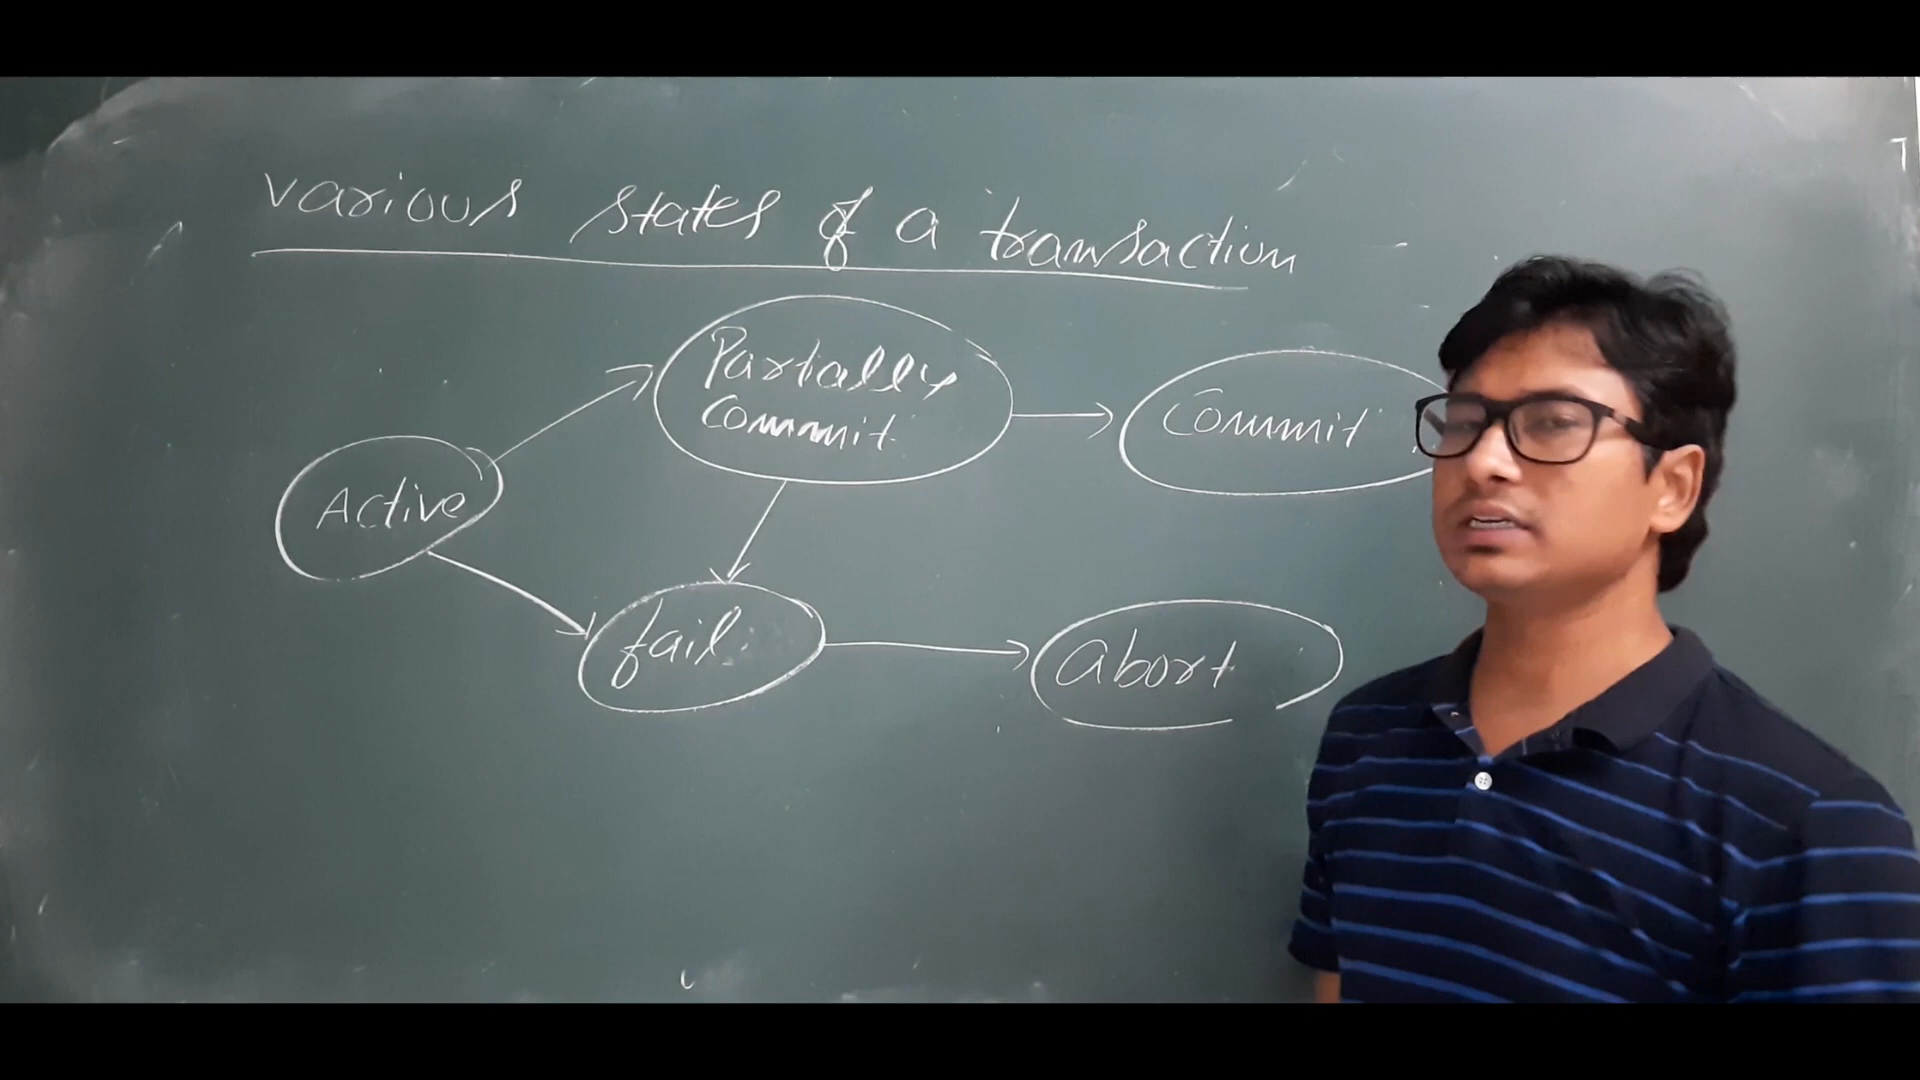 various states of a transaction
Partially
commit
commit
Active
fail
abort